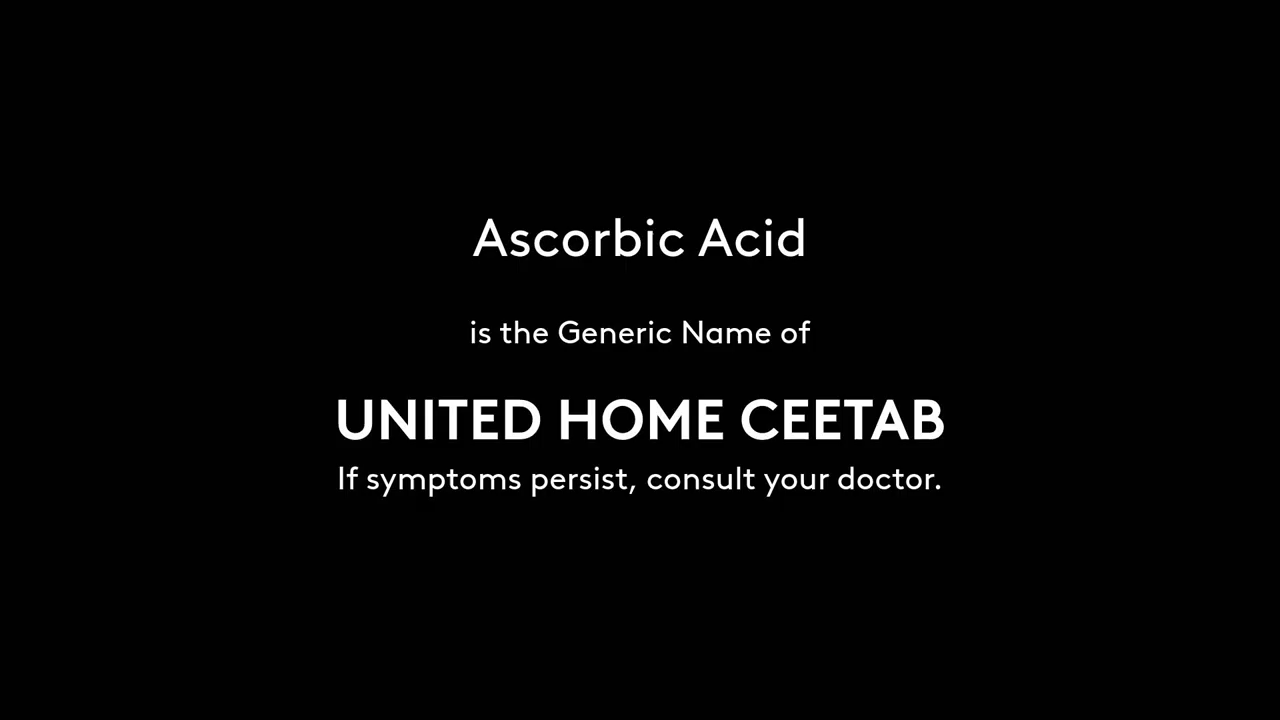 Ascorbic Acid
is the Generic Name of
UNITED HOME CEETAB
If symptoms persist, consult your doctor.